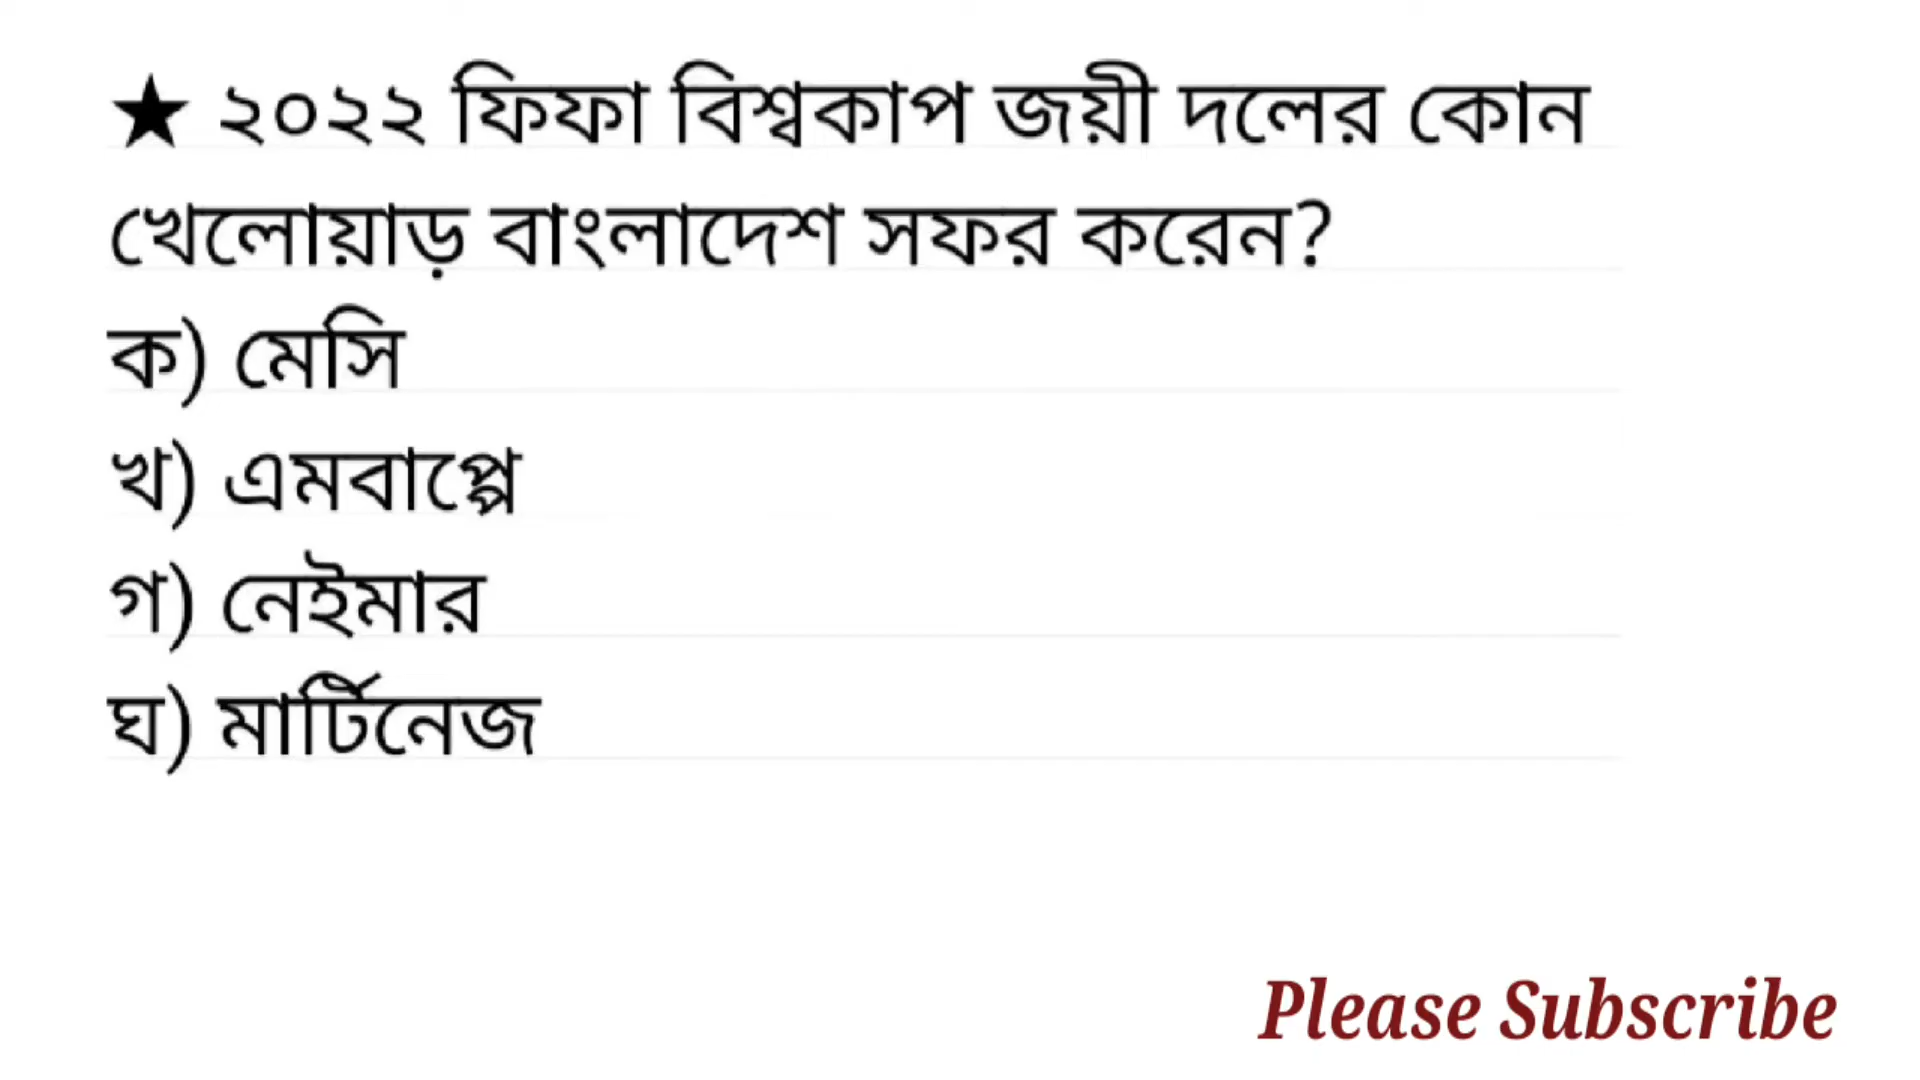 ★ ২০২২ ফিফা বিশ্বকাপ জয়ী দলের কোন
খেলোয়াড় বাংলাদেশ সফর করেন?
ক) মেসি
খ) এমবাপ্পে
গ) নেইমার
ঘ) মার্টিনেজ
Please Subscribe